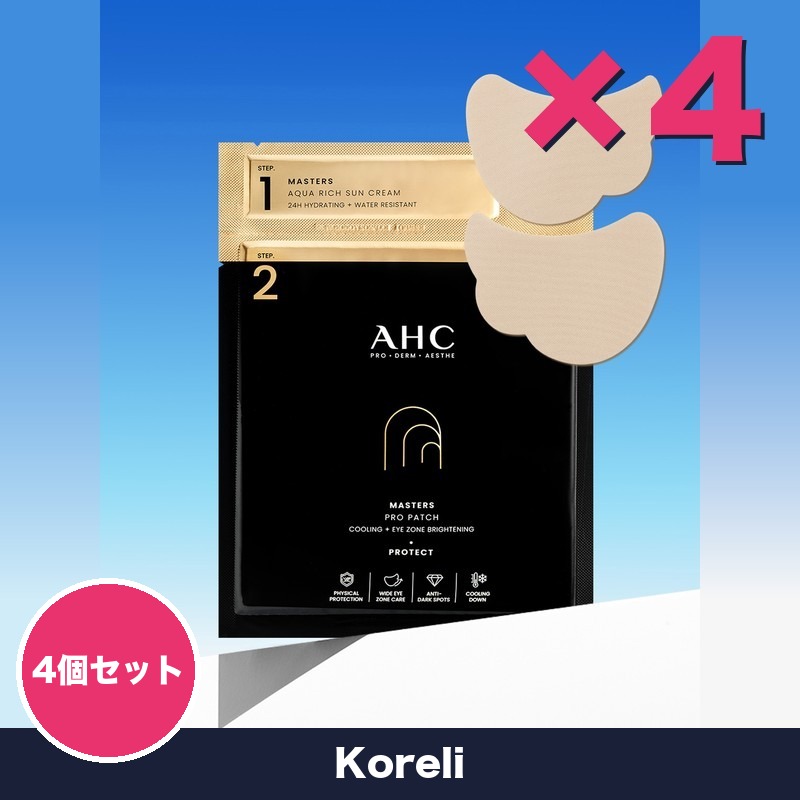 ×4
STEP.
1
MASTERS
AQUA RICH SUN CREAM
24H HYDRATING + WATER RESISTANT
STEP.
2
AHC
PRO • DERM • AESTHE
MASTERS
PRO PATCH
COOLING + EYE ZONE BRIGHTENING
•
PROTECT
PHYSICAL PROTECTION
WIDE EYE ZONE CARE
ANTI-DARK SPOTS
COOLING DOWN
4個セット
Koreli